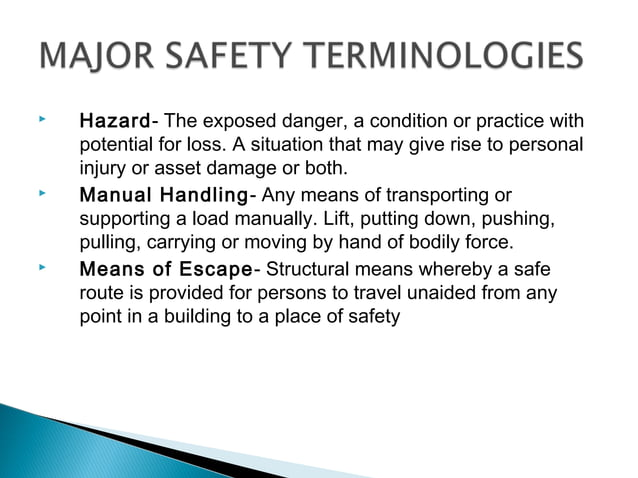 MAJOR SAFETY TERMINOLOGIES
Hazard- The exposed danger, a condition or practice with
potential for loss. A situation that may give rise to personal
injury or asset damage or both.
Manual Handling- Any means of transporting or
supporting a load manually. Lift, putting down, pushing,
pulling, carrying or moving by hand of bodily force.
Means of Escape- Structural means whereby a safe
route is provided for persons to travel unaided from any
point in a building to a place of safety